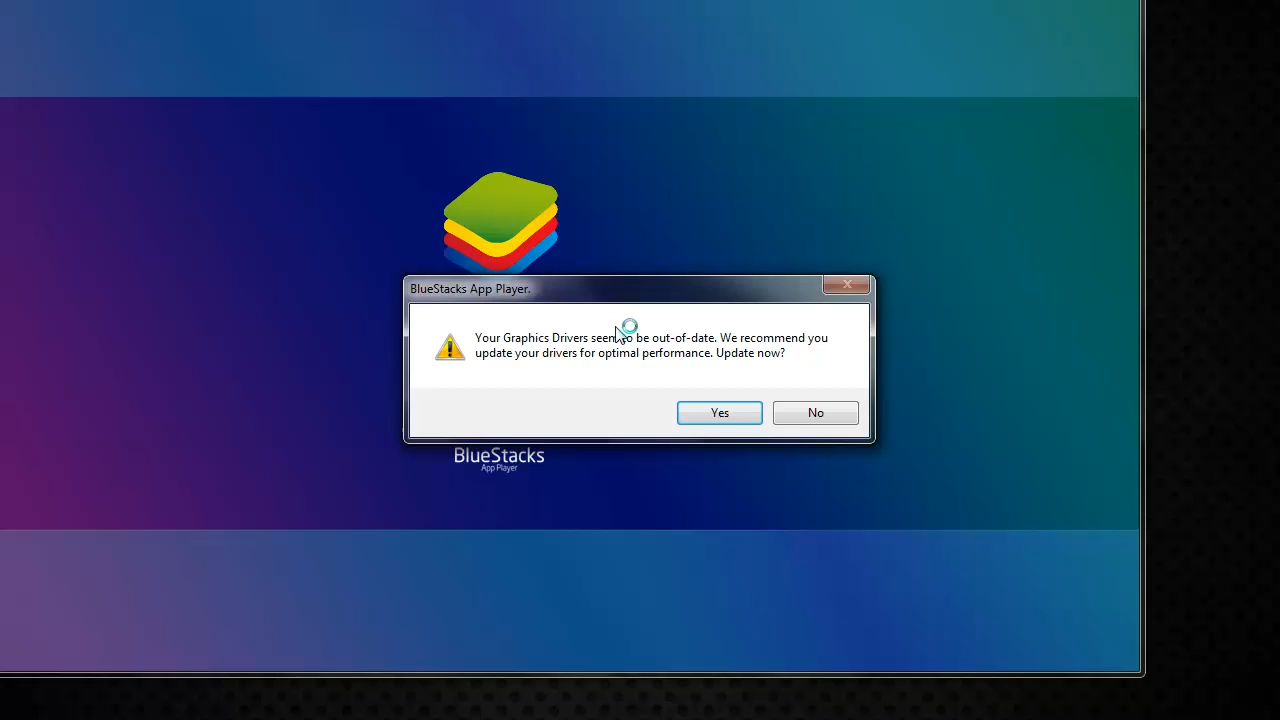 BlueStacks App Player.
Your Graphics Drivers seem to be out-of-date. We recommend you
update your drivers for optimal performance. Update now?
Yes
No
BlueStacks
App Player